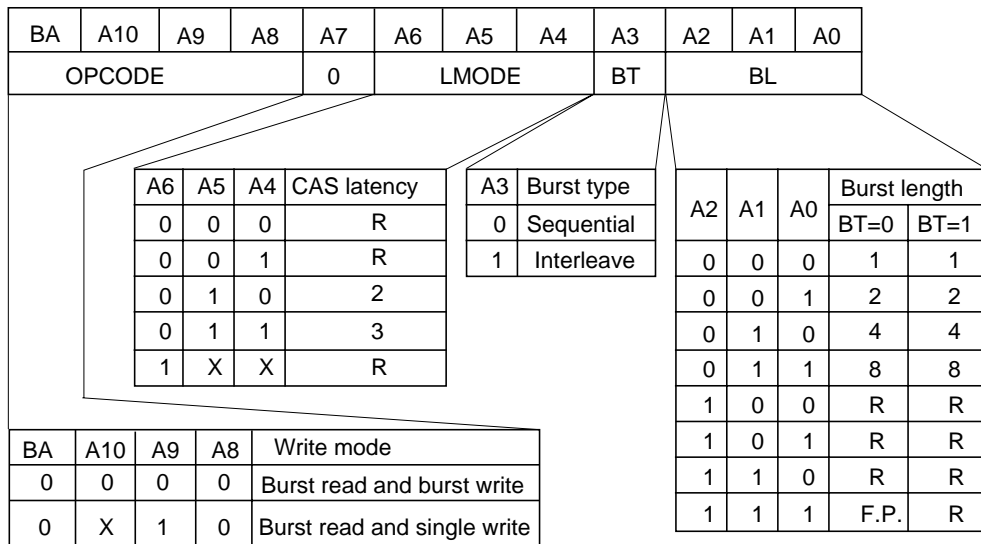 BA A10 A9 A8 A7 A6 A5 A4 A3 A2 A1 A0
OPCODE 0 LMODE BT BL
A6 A5 A4 CAS latency
0 0 0 R
0 0 1 R
0 1 0 2
0 1 1 3
1 X X R
A3 Burst type
0 Sequential
1 Interleave
A2 A1 A0 Burst length
BT=0 BT=1
0 0 0 1 1
0 0 1 2 2
0 1 0 4 4
0 1 1 8 8
1 0 0 R R
1 0 1 R R
1 1 0 R R
1 1 1 F.P. R
BA A10 A9 A8 Write mode
0 0 0 0 Burst read and burst write
0 X 1 0 Burst read and single write